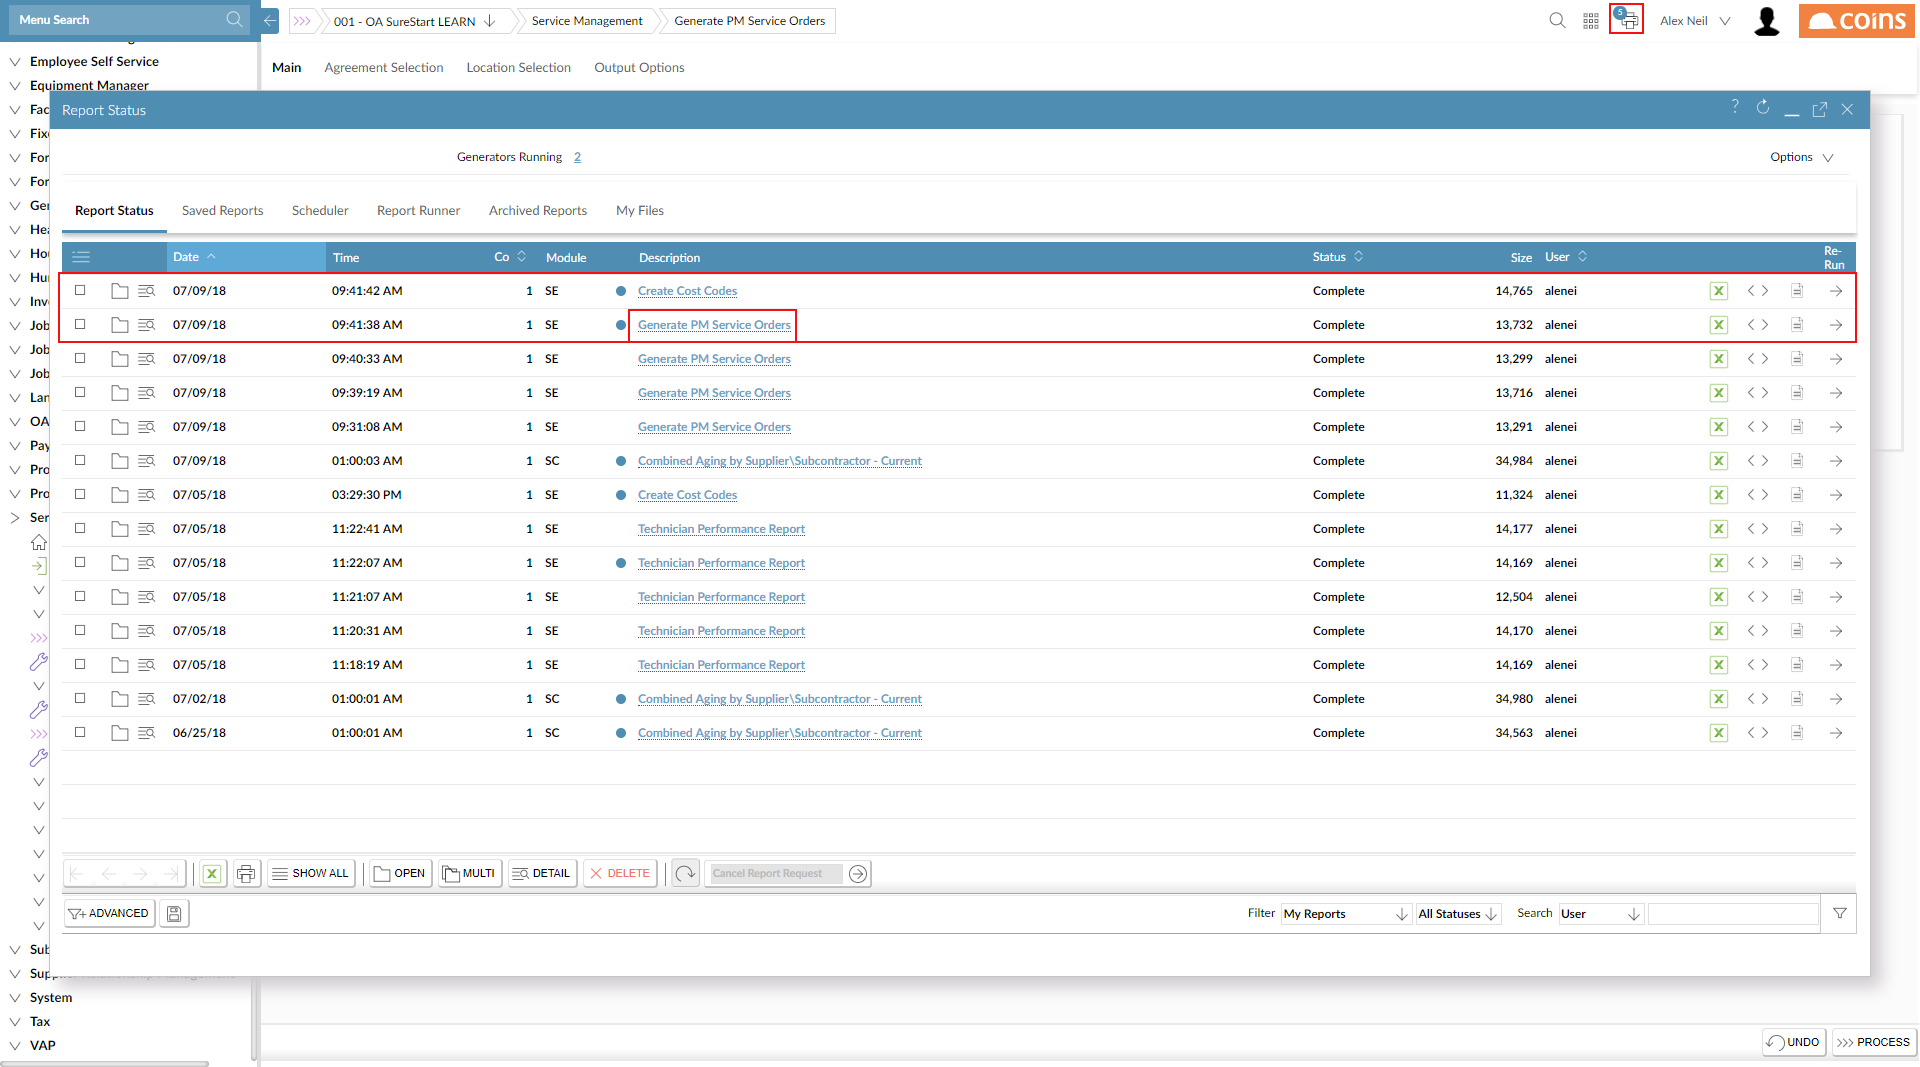 Menu Search
001 - OA SureStart LEARN
Service Management
Generate PM Service Orders
5
Alex Neil
coins
Employee Self Service
Equipment Manager
Main
Agreement Selection
Location Selection
Output Options
Report Status
?
Generators Running 2
Options
Report Status
Saved Reports
Scheduler
Report Runner
Archived Reports
My Files
Date Time Co Module Description Status Size User Re-Run
07/09/18 09:41:42 AM 1 SE Create Cost Codes Complete 14,765 alenei
07/09/18 09:41:38 AM 1 SE Generate PM Service Orders Complete 13,732 alenei
07/09/18 09:40:33 AM 1 SE Generate PM Service Orders Complete 13,299 alenei
07/09/18 09:39:19 AM 1 SE Generate PM Service Orders Complete 13,716 alenei
07/09/18 09:31:08 AM 1 SE Generate PM Service Orders Complete 13,291 alenei
07/09/18 01:00:03 AM 1 SC Combined Aging by Supplier\Subcontractor - Current Complete 34,984 alenei
07/05/18 03:29:30 PM 1 SE Create Cost Codes Complete 11,324 alenei
07/05/18 11:22:41 AM 1 SE Technician Performance Report Complete 14,177 alenei
07/05/18 11:22:07 AM 1 SE Technician Performance Report Complete 14,169 alenei
07/05/18 11:21:07 AM 1 SE Technician Performance Report Complete 12,504 alenei
07/05/18 11:20:31 AM 1 SE Technician Performance Report Complete 14,170 alenei
07/05/18 11:18:19 AM 1 SE Technician Performance Report Complete 14,169 alenei
07/02/18 01:00:01 AM 1 SC Combined Aging by Supplier\Subcontractor - Current Complete 34,980 alenei
06/25/18 01:00:01 AM 1 SC Combined Aging by Supplier\Subcontractor - Current Complete 34,563 alenei
SHOW ALL
OPEN
MULTI
DETAIL
DELETE
Cancel Report Request
ADVANCED
Filter My Reports All Statuses Search User
Fac
Fix
For
For
Ger
Hea
Hou
Hur
Inv
Job
Job
Job
Lan
OA
Pay
Pro
Pro
Ser
Sub
Sup
System
Tax
VAP
UNDO
PROCESS